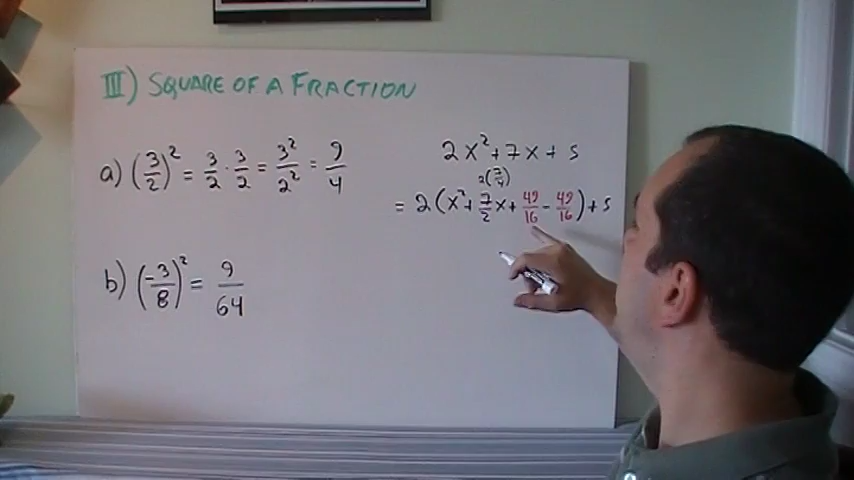 III) SQUARE OF A FRACTION
a) (3/2)² = 3/2 · 3/2 = 3²/2² = 9/4
b) (-3/8)² = 9/64
2x² + 7x + 5
2(7/4)
= 2(x² + 7/2 x + 49/16 - 49/16) + 5